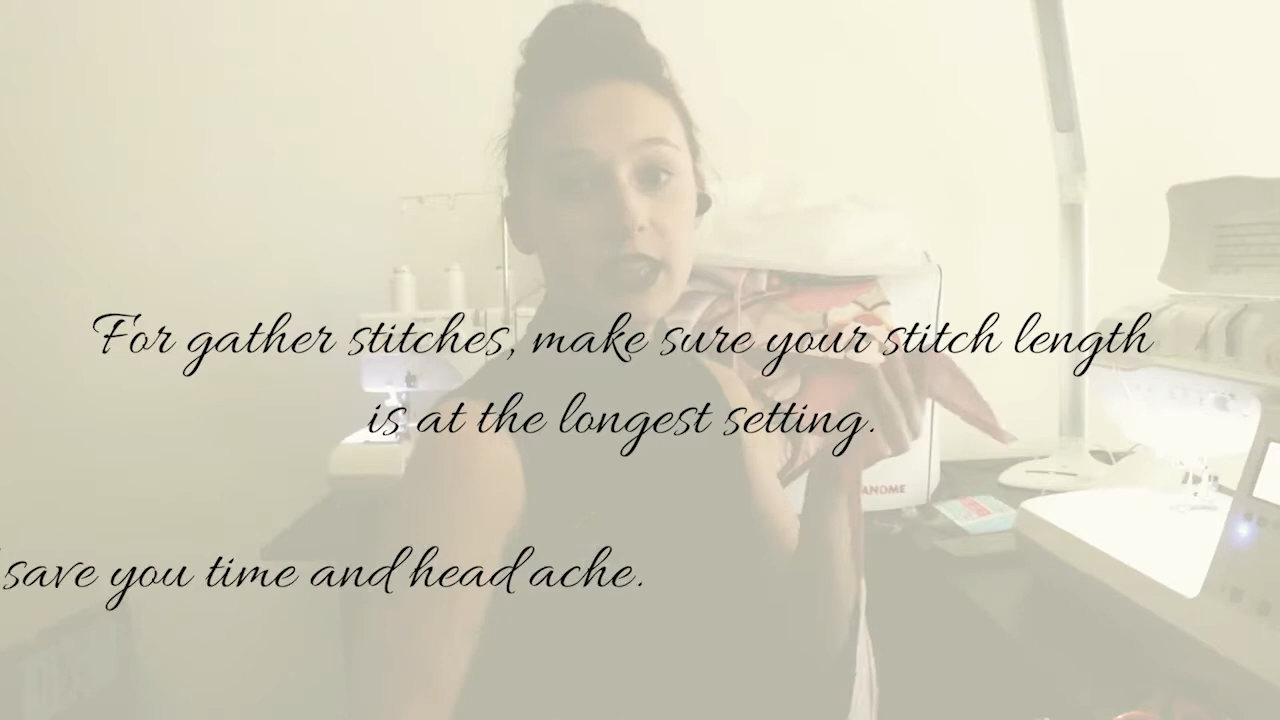 For gather stitches, make sure your stitch length
is at the longest setting.
ANOME
save you time and head ache.